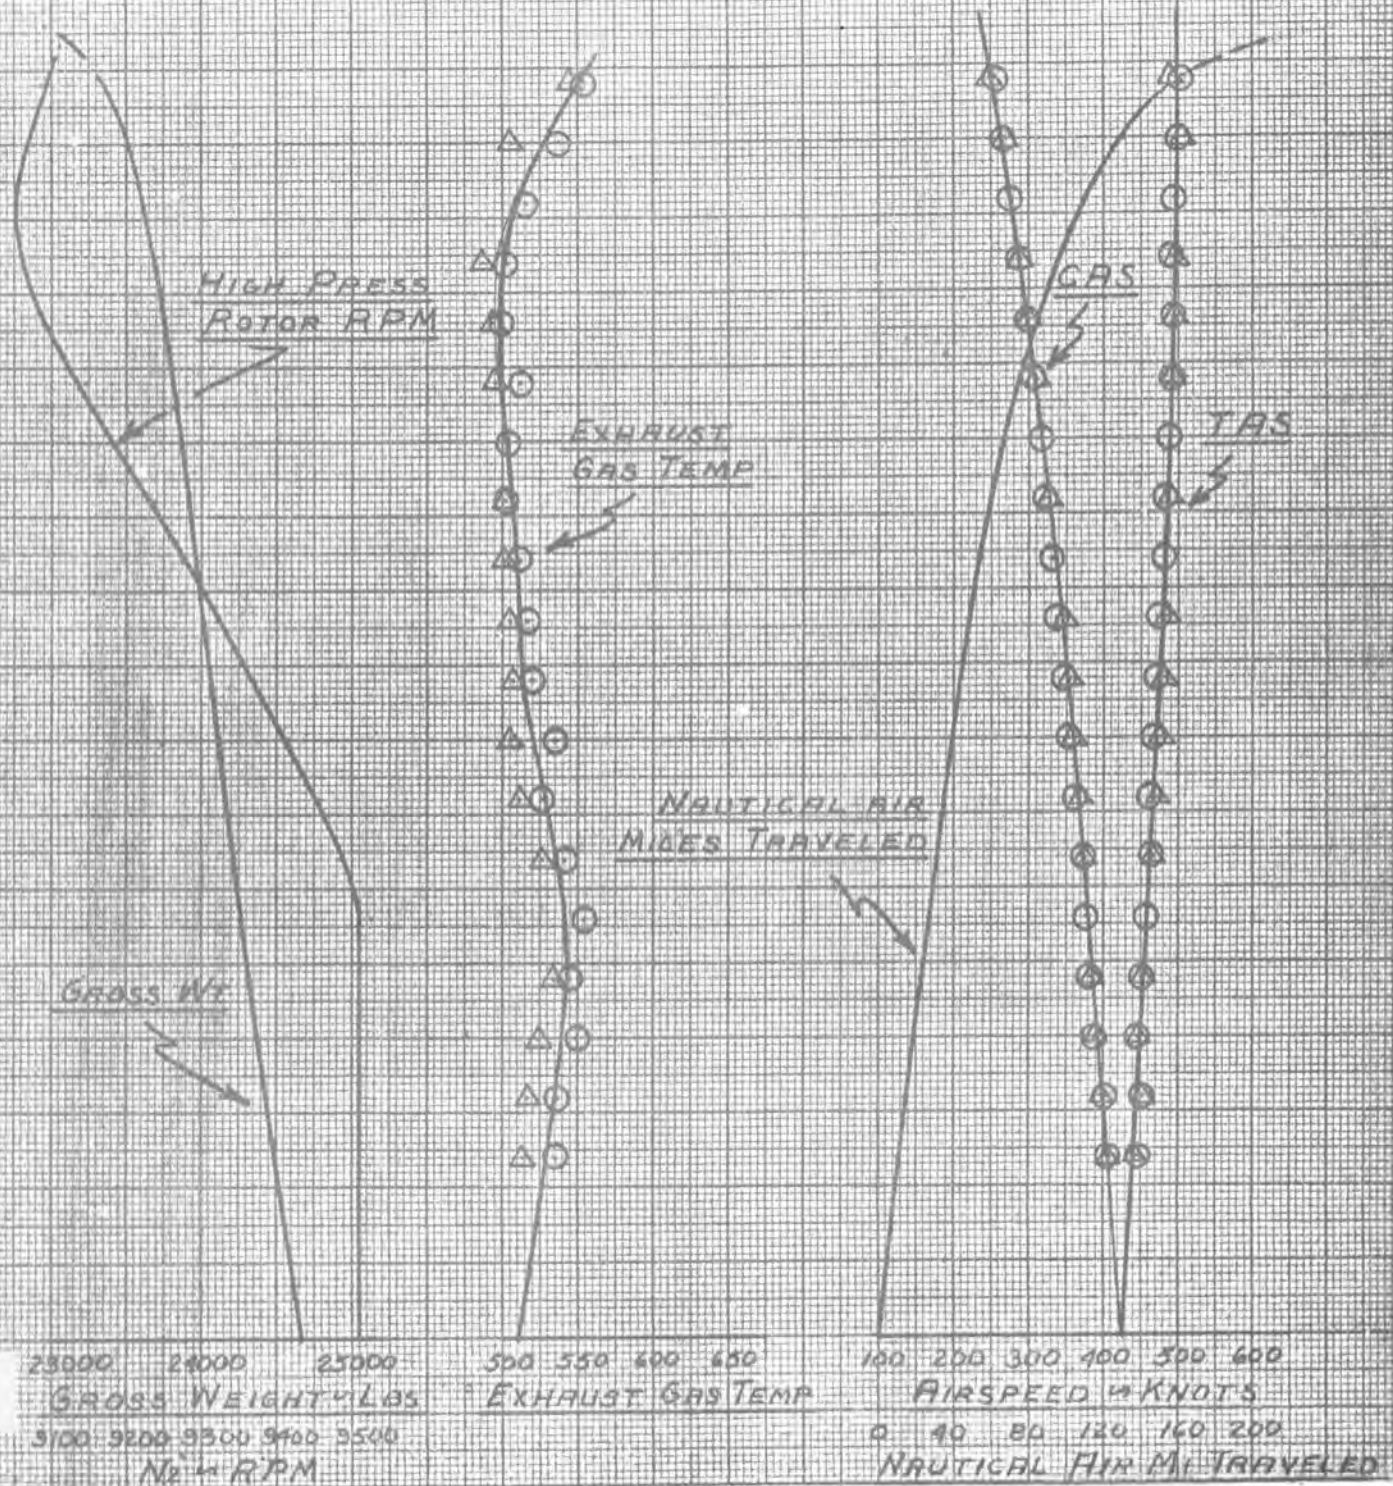 HIGH PRESS
ROTOR RPM
CAS
EXHAUST
GAS TEMP
TAS
NAUTICAL AIR
MILES TRAVELED
GROSS WT
23000 24000 25000
GROSS WEIGHT ~ LBS
9100 9200 9300 9400 9500
N2 ~ RPM
500 550 600 650
EXHAUST GAS TEMP
100 200 300 400 500 600
AIRSPEED ~ KNOTS
0 40 80 120 160 200
NAUTICAL AIR MI TRAVELED